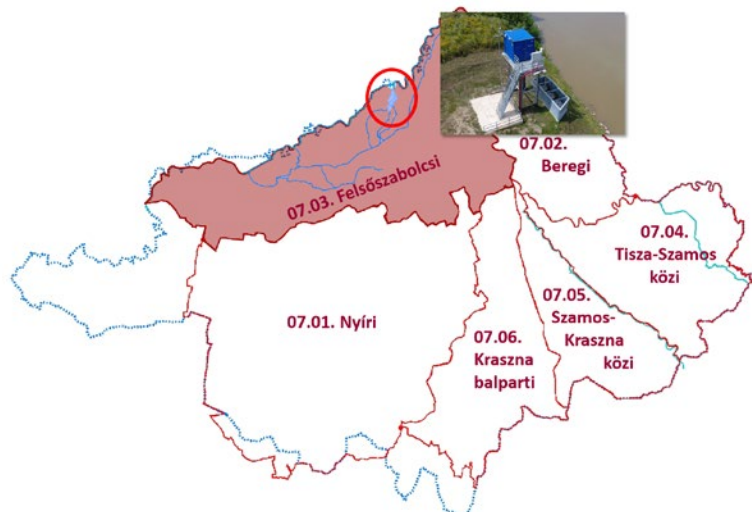 07.02.
Beregi
07.03. Felsőszabolcsi
07.04.
Tisza-Szamos
közi
07.05.
Szamos-
Kraszna
közi
07.01. Nyíri
07.06.
Kraszna
balparti